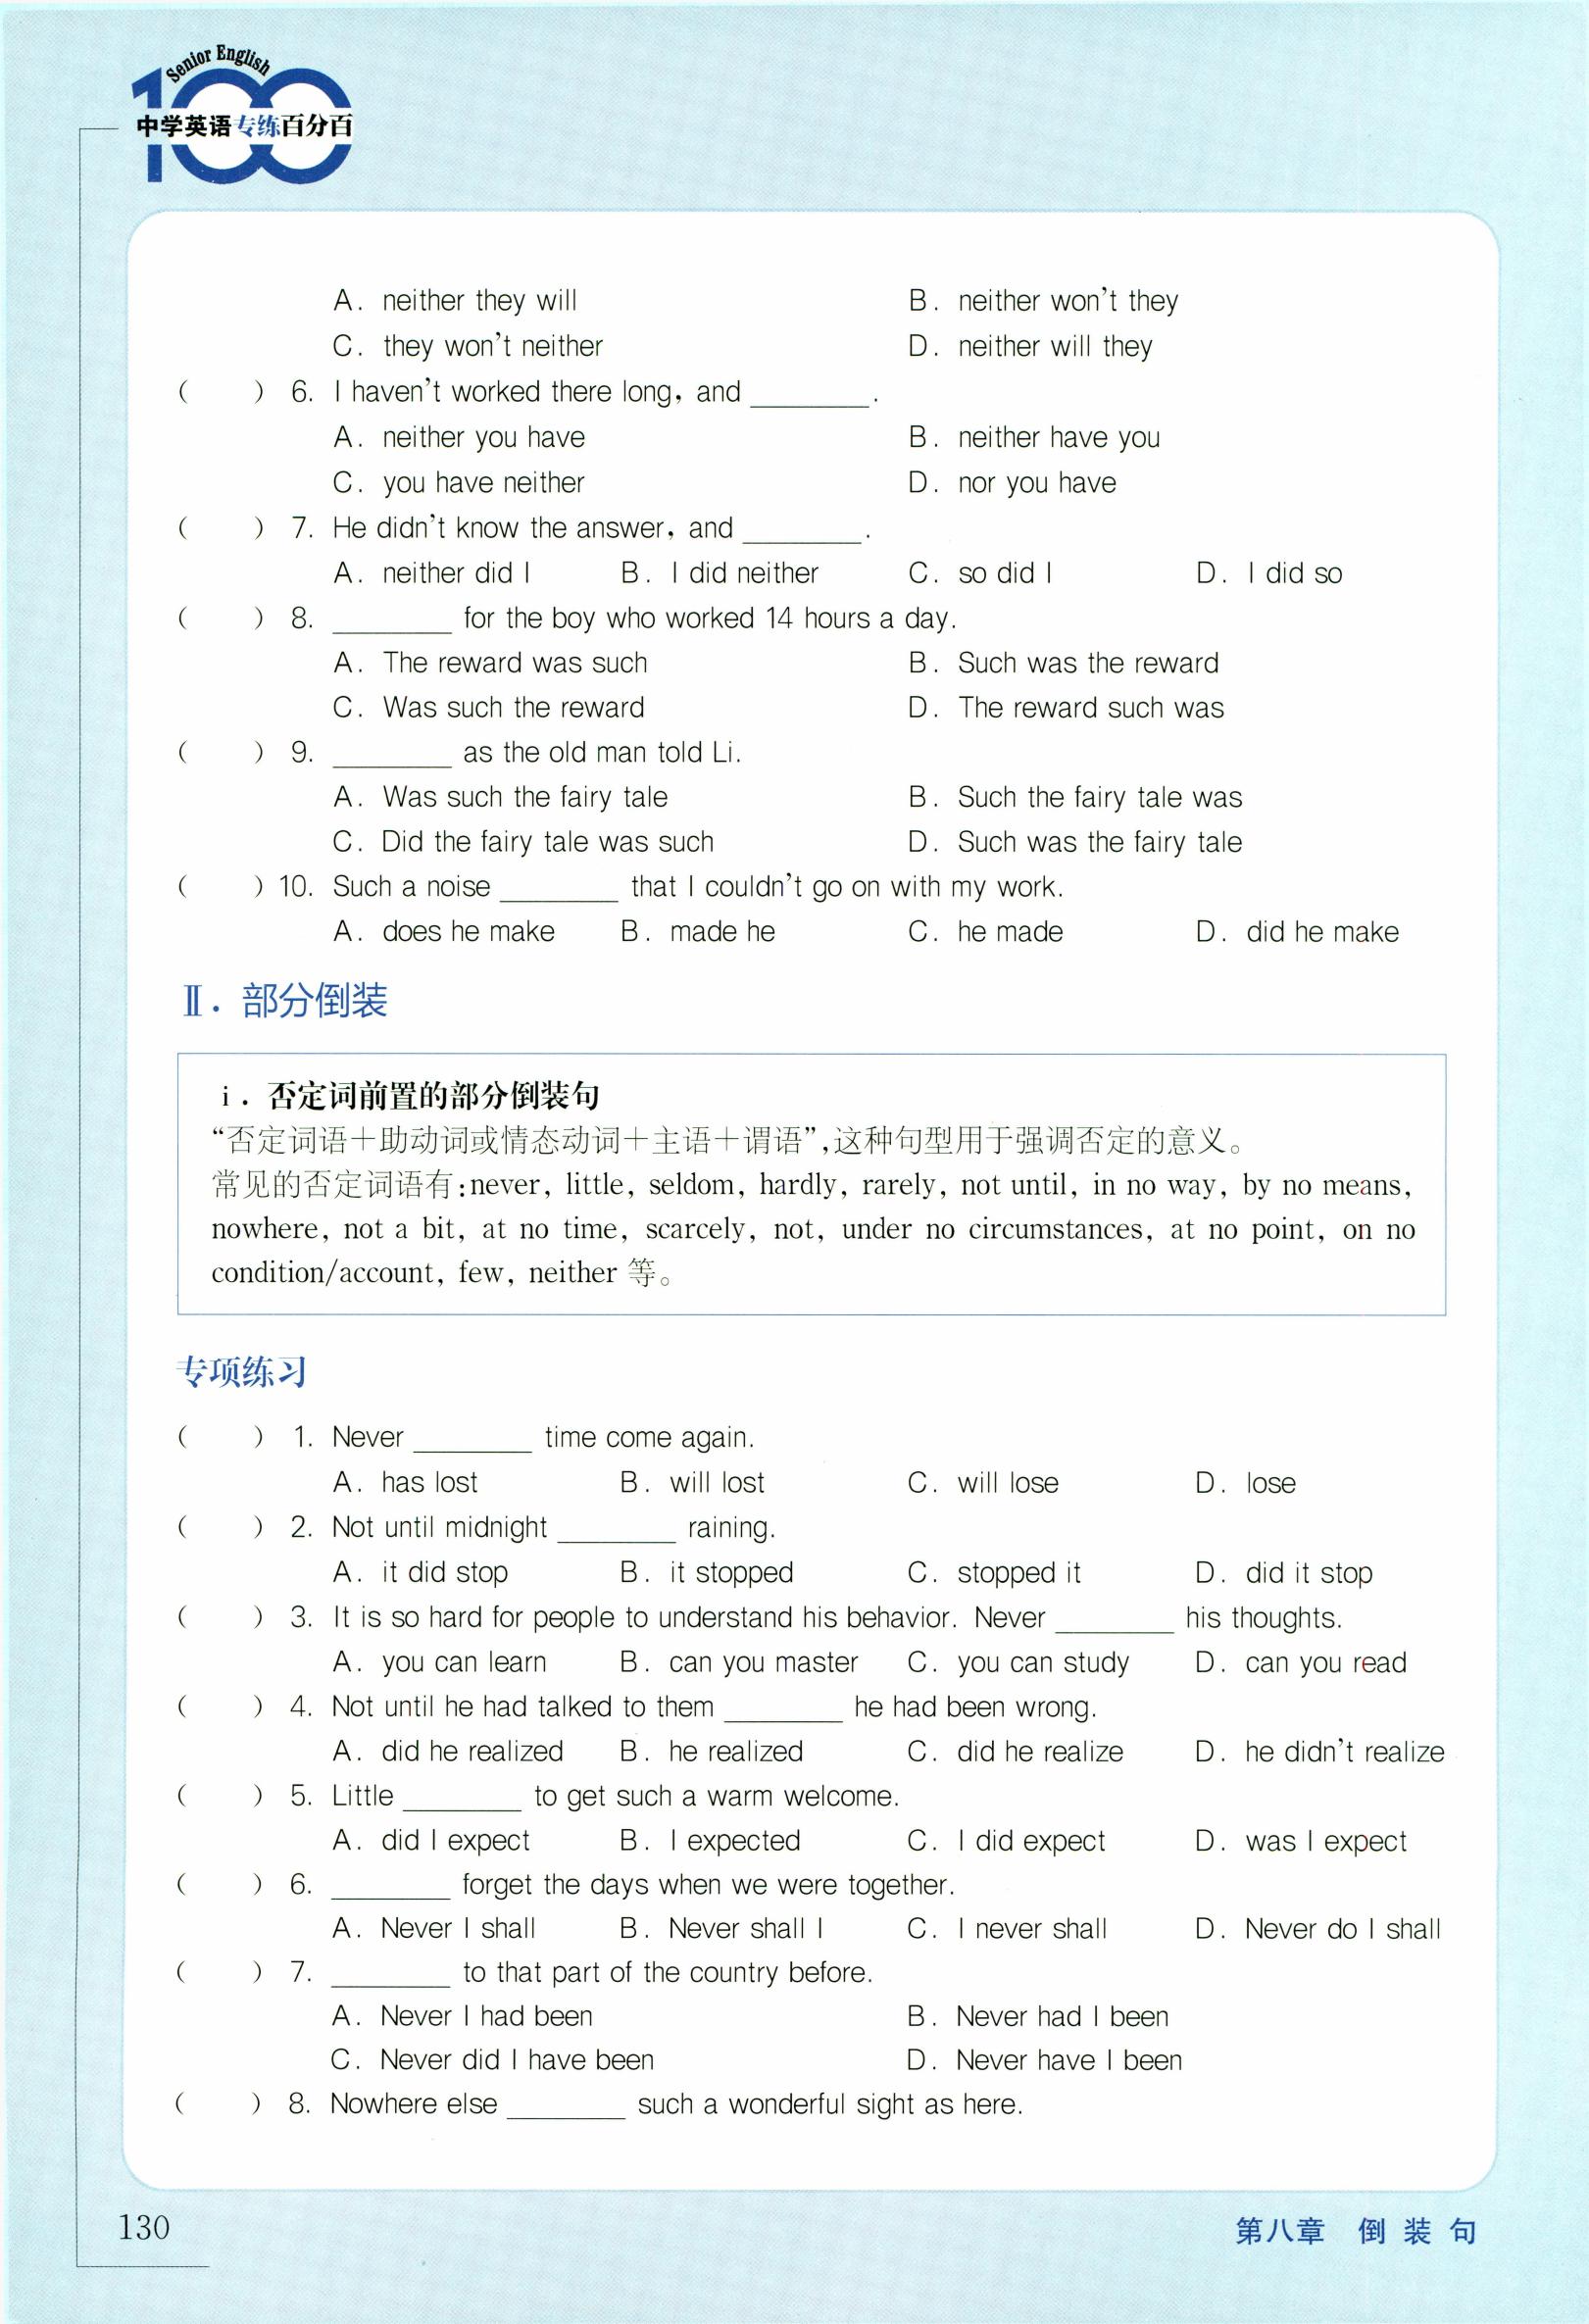 Senior English
100
中学英语专练百分百
A. neither they will B. neither won't they
C. they won't neither D. neither will they
( ) 6. I haven't worked there long, and ________.
A. neither you have B. neither have you
C. you have neither D. nor you have
( ) 7. He didn't know the answer, and ________.
A. neither did I B. I did neither C. so did I D. I did so
( ) 8. ________ for the boy who worked 14 hours a day.
A. The reward was such B. Such was the reward
C. Was such the reward D. The reward such was
( ) 9. ________ as the old man told Li.
A. Was such the fairy tale B. Such the fairy tale was
C. Did the fairy tale was such D. Such was the fairy tale
( ) 10. Such a noise ________ that I couldn't go on with my work.
A. does he make B. made he C. he made D. did he make
Ⅱ. 部分倒装
ⅰ. 否定词前置的部分倒装句
“否定词语+助动词或情态动词+主语+谓语”,这种句型用于强调否定的意义。
常见的否定词语有:never, little, seldom, hardly, rarely, not until, in no way, by no means,
nowhere, not a bit, at no time, scarcely, not, under no circumstances, at no point, on no
condition/account, few, neither 等。
专项练习
( ) 1. Never ________ time come again.
A. has lost B. will lost C. will lose D. lose
( ) 2. Not until midnight ________ raining.
A. it did stop B. it stopped C. stopped it D. did it stop
( ) 3. It is so hard for people to understand his behavior. Never ________ his thoughts.
A. you can learn B. can you master C. you can study D. can you read
( ) 4. Not until he had talked to them ________ he had been wrong.
A. did he realized B. he realized C. did he realize D. he didn't realize
( ) 5. Little ________ to get such a warm welcome.
A. did I expect B. I expected C. I did expect D. was I expect
( ) 6. ________ forget the days when we were together.
A. Never I shall B. Never shall I C. I never shall D. Never do I shall
( ) 7. ________ to that part of the country before.
A. Never I had been B. Never had I been
C. Never did I have been D. Never have I been
( ) 8. Nowhere else ________ such a wonderful sight as here.
130
第八章 倒装句